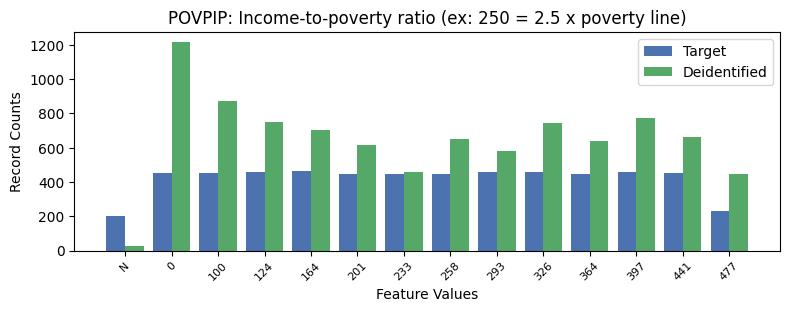 POVPIP: Income-to-poverty ratio (ex: 250 = 2.5 x poverty line)
Target
Deidentified
Record Counts
1200
1000
800
600
400
200
0
N 0 100 124 164 201 233 258 293 326 364 397 441 477
Feature Values